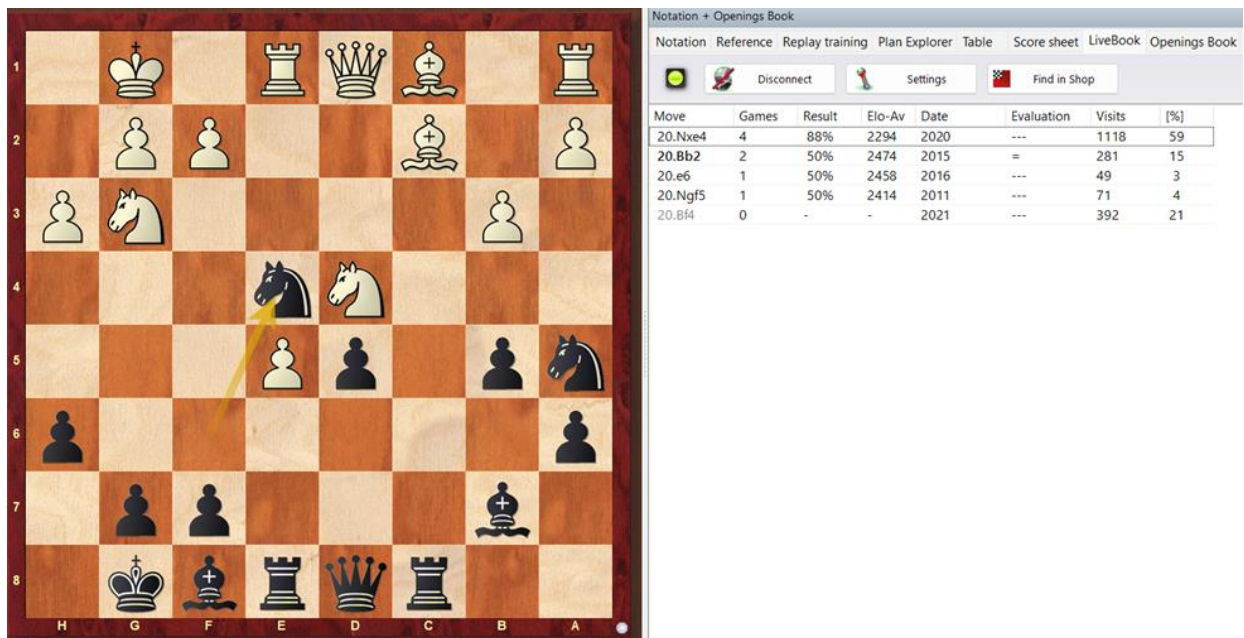 Notation + Openings Book
Notation Reference Replay training Plan Explorer Table Score sheet LiveBook Openings Book
Disconnect Settings Find in Shop
Move Games Result Elo-Av Date Evaluation Visits [%]
20.Nxe4 4 88% 2294 2020 --- 1118 59
20.Bb2 2 50% 2474 2015 = 281 15
20.e6 1 50% 2458 2016 --- 49 3
20.Ngf5 1 50% 2414 2011 --- 71 4
20.Bf4 0 - - 2021 --- 392 21
1
2
3
4
5
6
7
8
H G F E D C B A